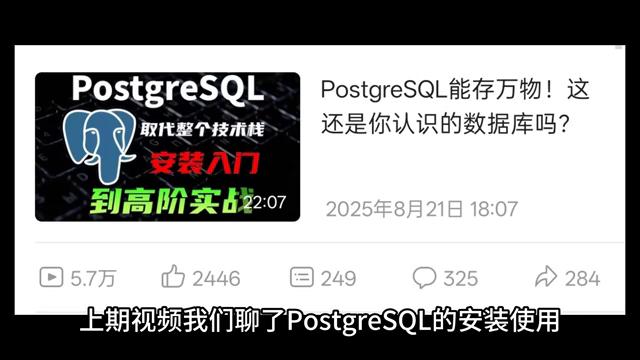 PostgreSQL
取代整个技术栈
安装入门
到高阶实战
22:07
PostgreSQL能存万物！这
还是你认识的数据库吗？
2025年8月21日 18:07
5.7万
2446
249
325
284
上期视频我们聊了PostgreSQL的安装使用